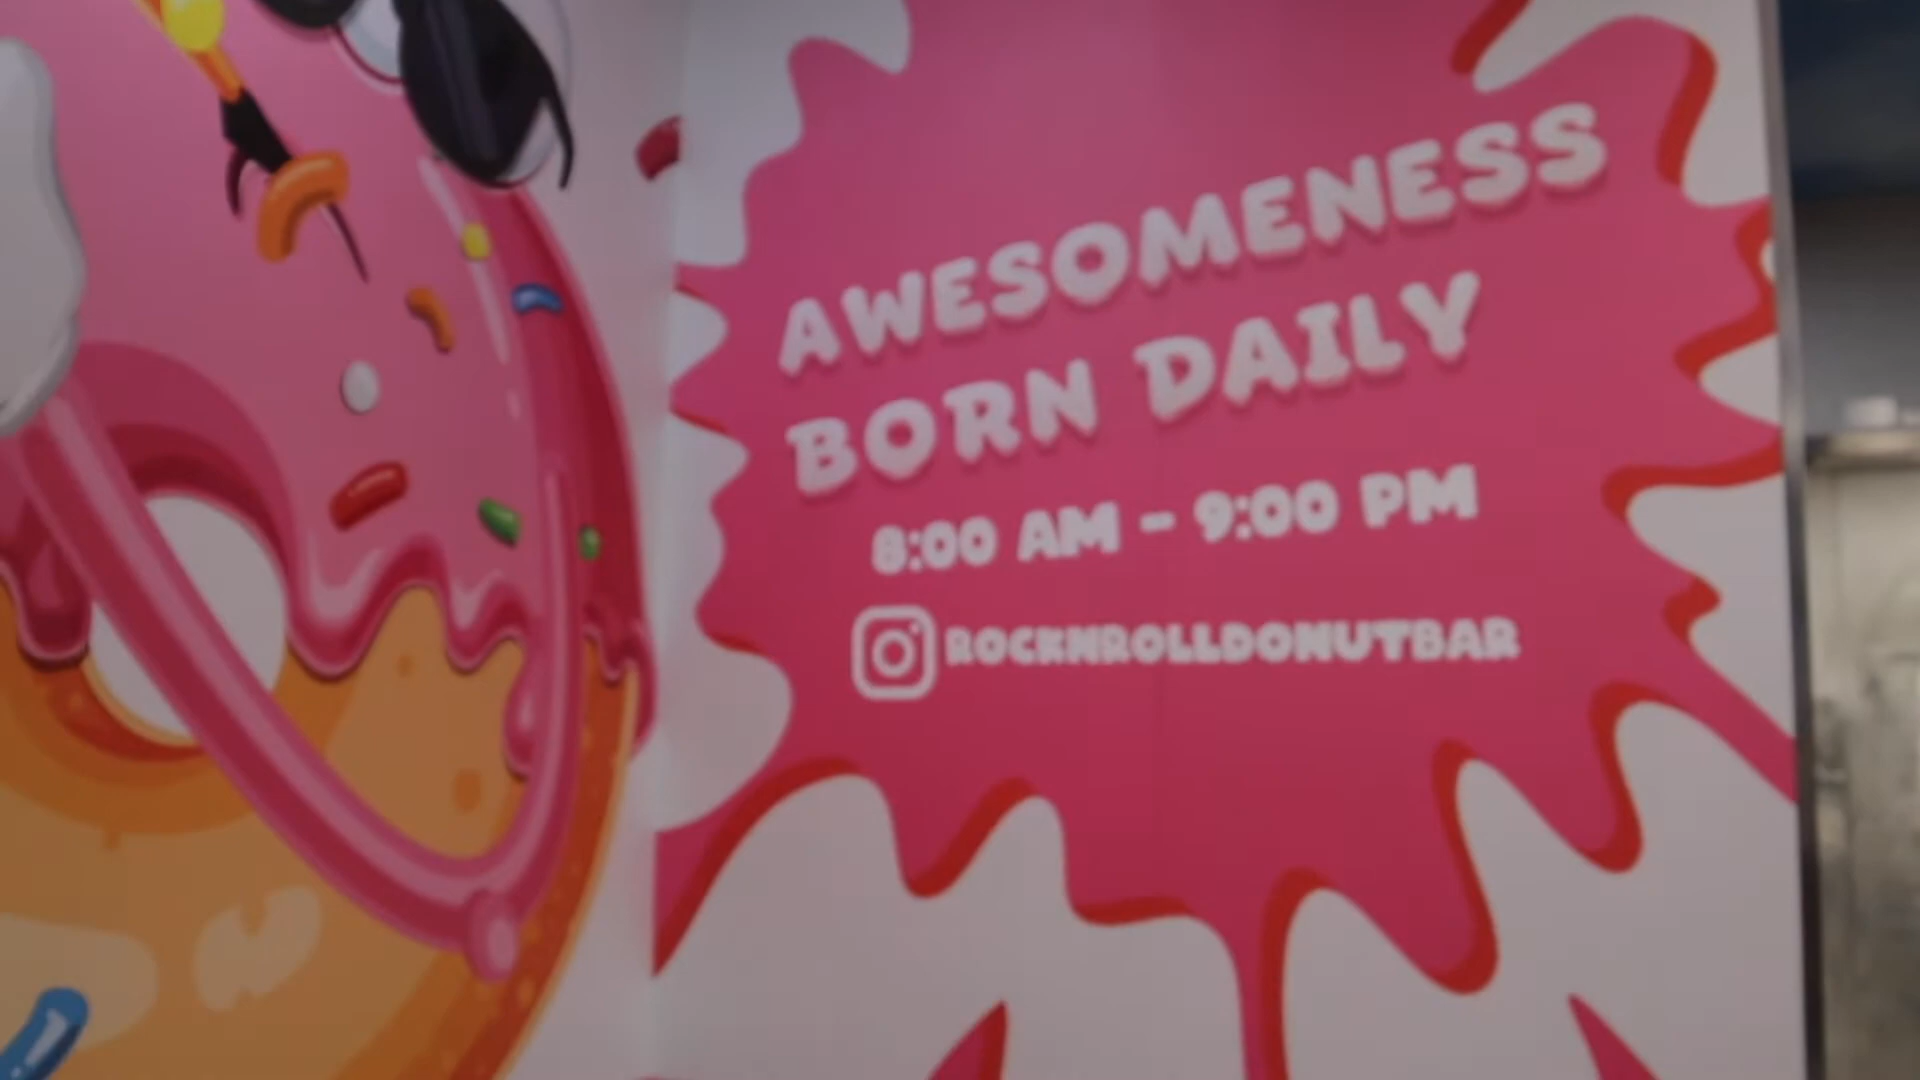 AWESOMENESS
BORN DAILY
8:00 AM - 9:00 PM
ROCKNROLLDONUTBAR